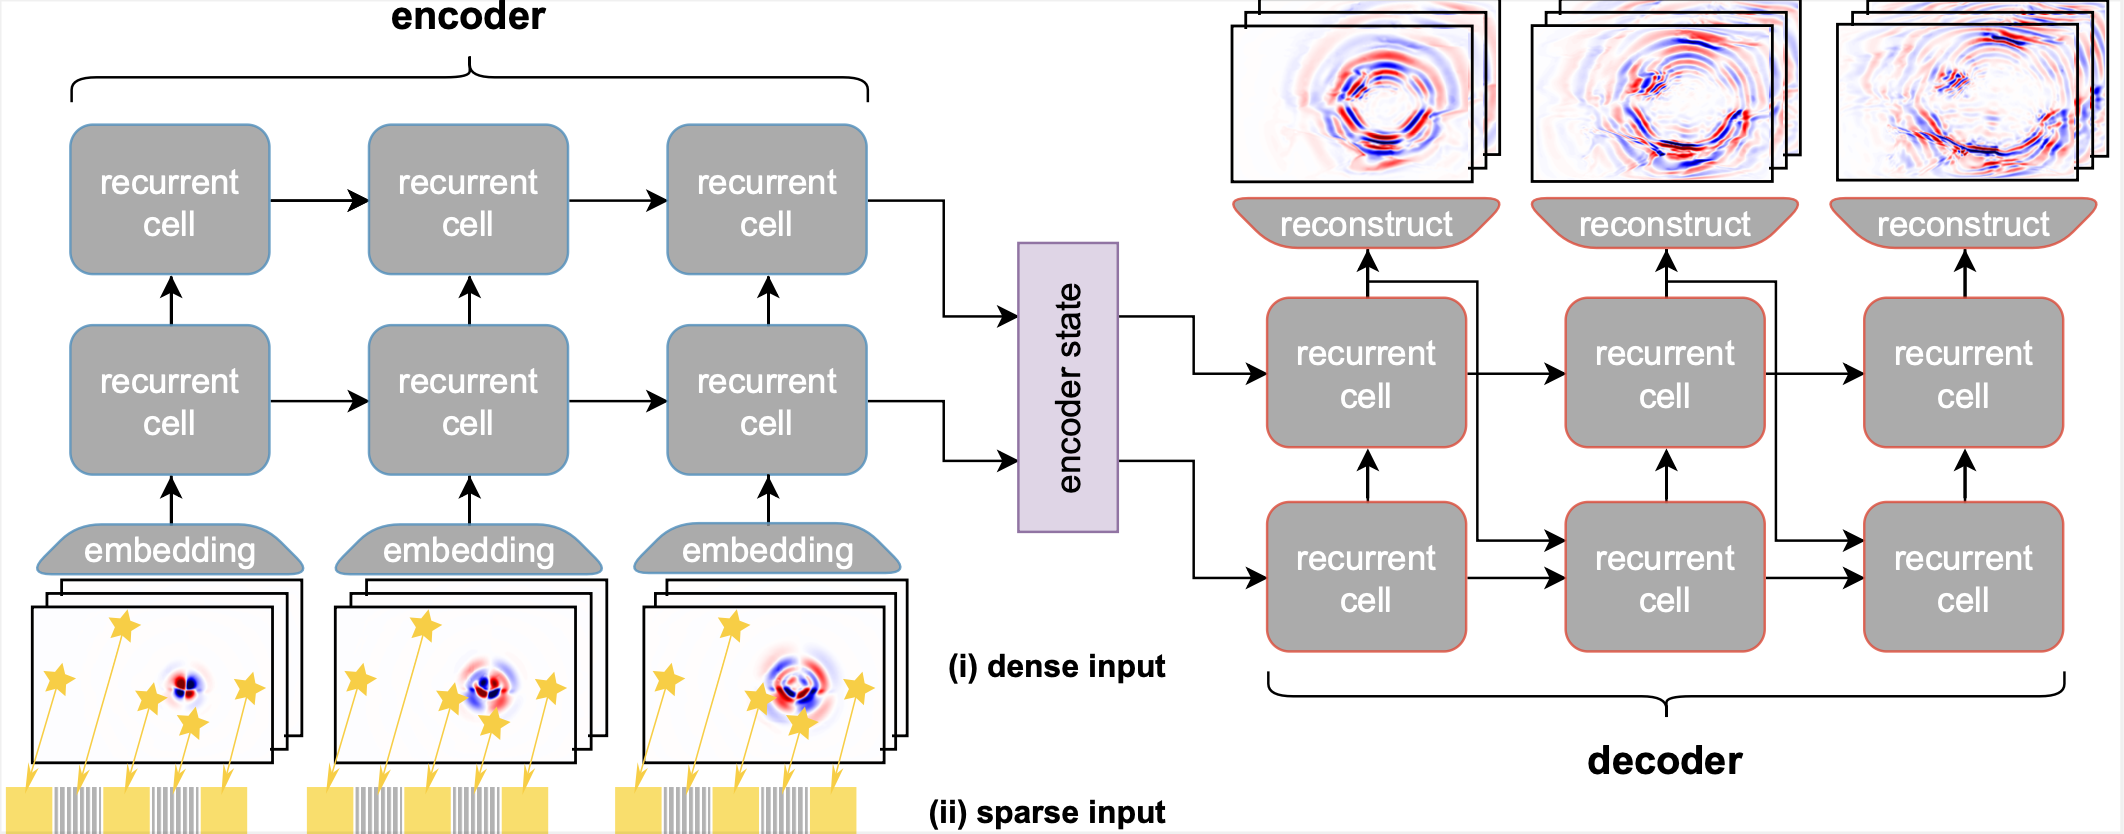 encoder
recurrent
cell
recurrent
cell
recurrent
cell
recurrent
cell
recurrent
cell
recurrent
cell
embedding
embedding
embedding
encoder state
reconstruct
reconstruct
reconstruct
recurrent
cell
recurrent
cell
recurrent
cell
recurrent
cell
recurrent
cell
recurrent
cell
(i) dense input
(ii) sparse input
decoder